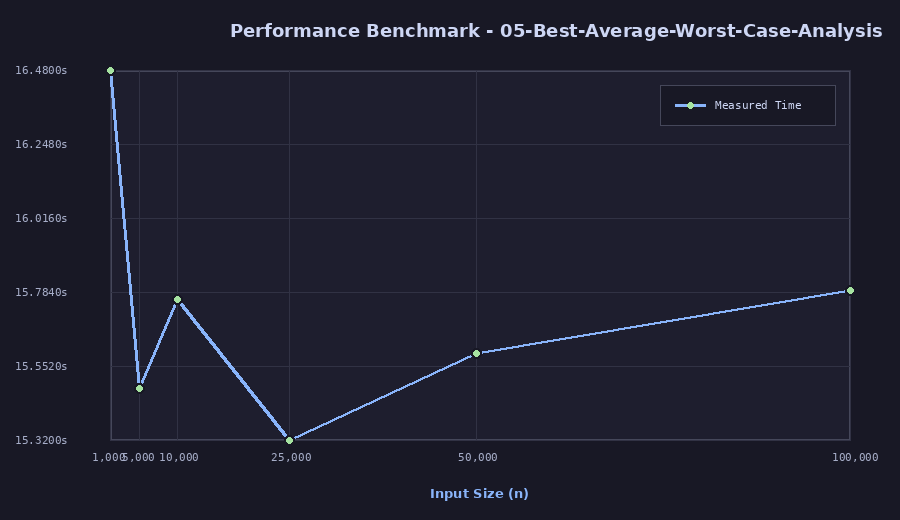 Performance Benchmark - 05-Best-Average-Worst-Case-Analysis
16.4800s
Measured Time
16.2480s
16.0160s
15.7840s
15.5520s
15.3200s
1,000 5,000 10,000 25,000 50,000 100,000
Input Size (n)